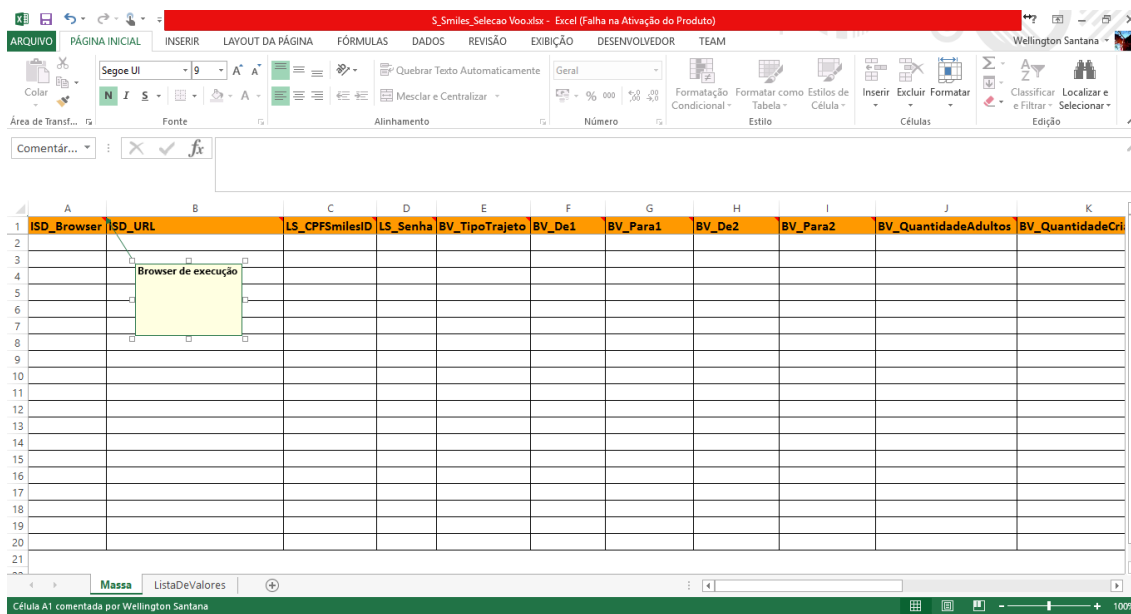 S_Smiles_Selecao Voo.xlsx - Excel (Falha na Ativação do Produto)
ARQUIVO PÁGINA INICIAL INSERIR LAYOUT DA PÁGINA FÓRMULAS DADOS REVISÃO EXIBIÇÃO DESENVOLVEDOR TEAM Wellington Santana
Segoe UI 9 A A Quebrar Texto Automaticamente Geral
Colar
N I S A Mesclar e Centralizar % 000 Formatação Condicional Formatar como Tabela Estilos de Célula Inserir Excluir Formatar Classificar e Filtrar Localizar e Selecionar
Área de Transf... Fonte Alinhamento Número Estilo Células Edição
Comentár... fx
A B C D E F G H I J K
1 ISD_Browser ISD_URL LS_CPFSmilesID LS_Senha BV_TipoTrajeto BV_De1 BV_Para1 BV_De2 BV_Para2 BV_QuantidadeAdultos BV_QuantidadeCri
2
3
Browser de execução
4
5
6
7
8
9
10
11
12
13
14
15
16
17
18
19
20
21
Massa ListaDeValores
Célula A1 comentada por Wellington Santana